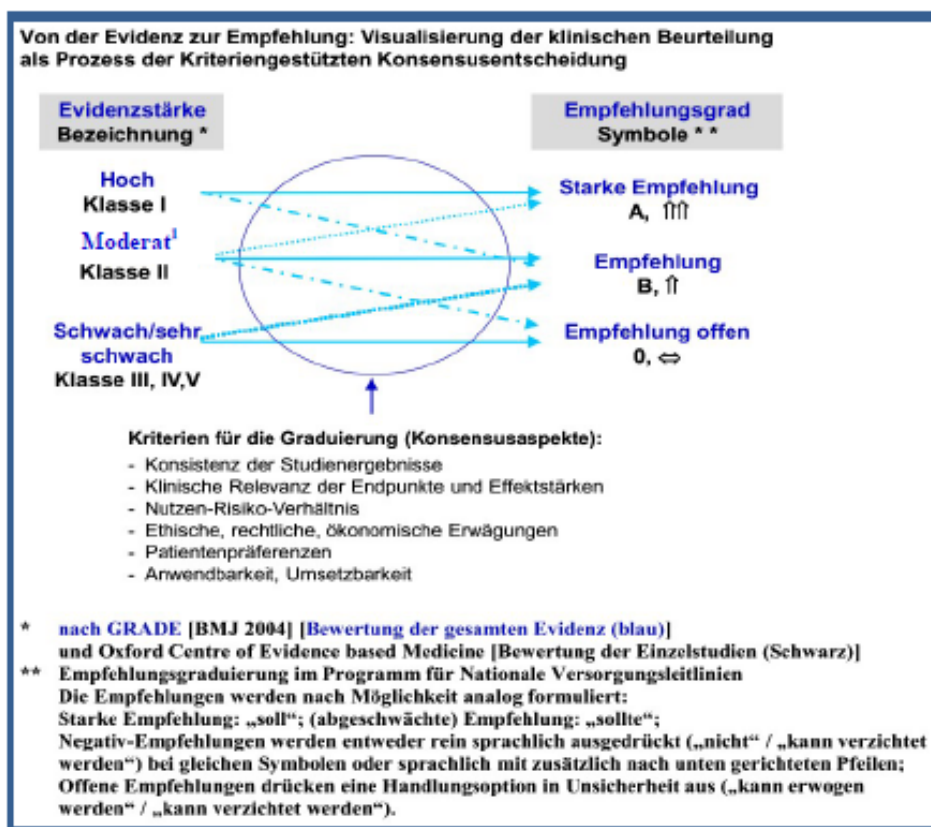 Von der Evidenz zur Empfehlung: Visualisierung der klinischen Beurteilung
als Prozess der Kriteriengestützten Konsensusentscheidung
Evidenzstärke
Bezeichnung *
Empfehlungsgrad
Symbole * *
Hoch
Klasse I
Starke Empfehlung
A, ⇑⇑
Moderat¹
Klasse II
Empfehlung
B, ⇑
Schwach/sehr
schwach
Klasse III, IV,V
Empfehlung offen
0, ⇔
Kriterien für die Graduierung (Konsensusaspekte):
- Konsistenz der Studienergebnisse
- Klinische Relevanz der Endpunkte und Effektstärken
- Nutzen-Risiko-Verhältnis
- Ethische, rechtliche, ökonomische Erwägungen
- Patientenpräferenzen
- Anwendbarkeit, Umsetzbarkeit
* nach GRADE [BMJ 2004] [Bewertung der gesamten Evidenz (blau)]
und Oxford Centre of Evidence based Medicine [Bewertung der Einzelstudien (Schwarz)]
** Empfehlungsgraduierung im Programm für Nationale Versorgungsleitlinien
Die Empfehlungen werden nach Möglichkeit analog formuliert:
Starke Empfehlung: „soll“; (abgeschwächte) Empfehlung: „sollte“;
Negativ-Empfehlungen werden entweder rein sprachlich ausgedrückt („nicht“ / „kann verzichtet
werden“) bei gleichen Symbolen oder sprachlich mit zusätzlich nach unten gerichteten Pfeilen;
Offene Empfehlungen drücken eine Handlungsoption in Unsicherheit aus („kann erwogen
werden“ / „kann verzichtet werden“).